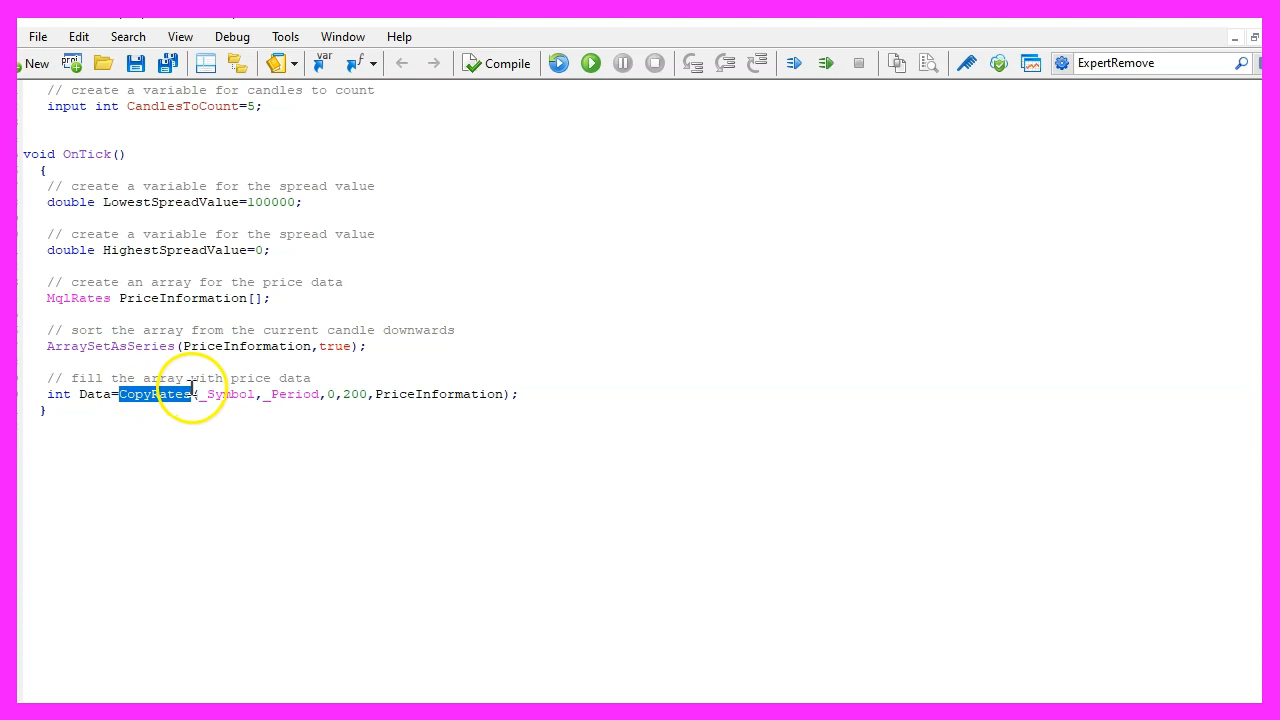 File Edit Search View Debug Tools Window Help
New Compile ExpertRemove
// create a variable for candles to count
input int CandlesToCount=5;
void OnTick()
{
// create a variable for the spread value
double LowestSpreadValue=100000;
// create a variable for the spread value
double HighestSpreadValue=0;
// create an array for the price data
MqlRates PriceInformation[];
// sort the array from the current candle downwards
ArraySetAsSeries(PriceInformation,true);
// fill the array with price data
int Data=CopyRates(_Symbol,_Period,0,200,PriceInformation);
}